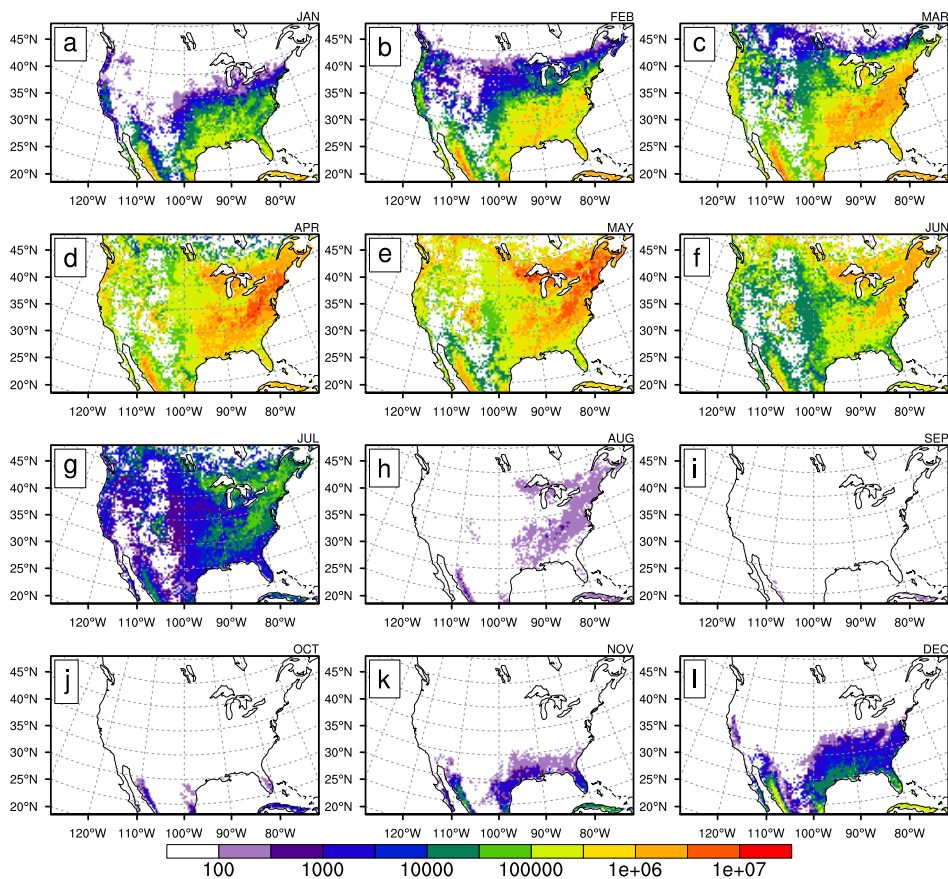 JAN FEB MAR
a b c
45°N 45°N 45°N
40°N 40°N 40°N
35°N 35°N 35°N
30°N 30°N 30°N
25°N 25°N 25°N
20°N 20°N 20°N
120°W 110°W 100°W 90°W 80°W 120°W 110°W 100°W 90°W 80°W 120°W 110°W 100°W 90°W 80°W
APR MAY JUN
d e f
45°N 45°N 45°N
40°N 40°N 40°N
35°N 35°N 35°N
30°N 30°N 30°N
25°N 25°N 25°N
20°N 20°N 20°N
120°W 110°W 100°W 90°W 80°W 120°W 110°W 100°W 90°W 80°W 120°W 110°W 100°W 90°W 80°W
JUL AUG SEP
g h i
45°N 45°N 45°N
40°N 40°N 40°N
35°N 35°N 35°N
30°N 30°N 30°N
25°N 25°N 25°N
20°N 20°N 20°N
120°W 110°W 100°W 90°W 80°W 120°W 110°W 100°W 90°W 80°W 120°W 110°W 100°W 90°W 80°W
OCT NOV DEC
j k l
45°N 45°N 45°N
40°N 40°N 40°N
35°N 35°N 35°N
30°N 30°N 30°N
25°N 25°N 25°N
20°N 20°N 20°N
120°W 110°W 100°W 90°W 80°W 120°W 110°W 100°W 90°W 80°W 120°W 110°W 100°W 90°W 80°W
100 1000 10000 100000 1e+06 1e+07